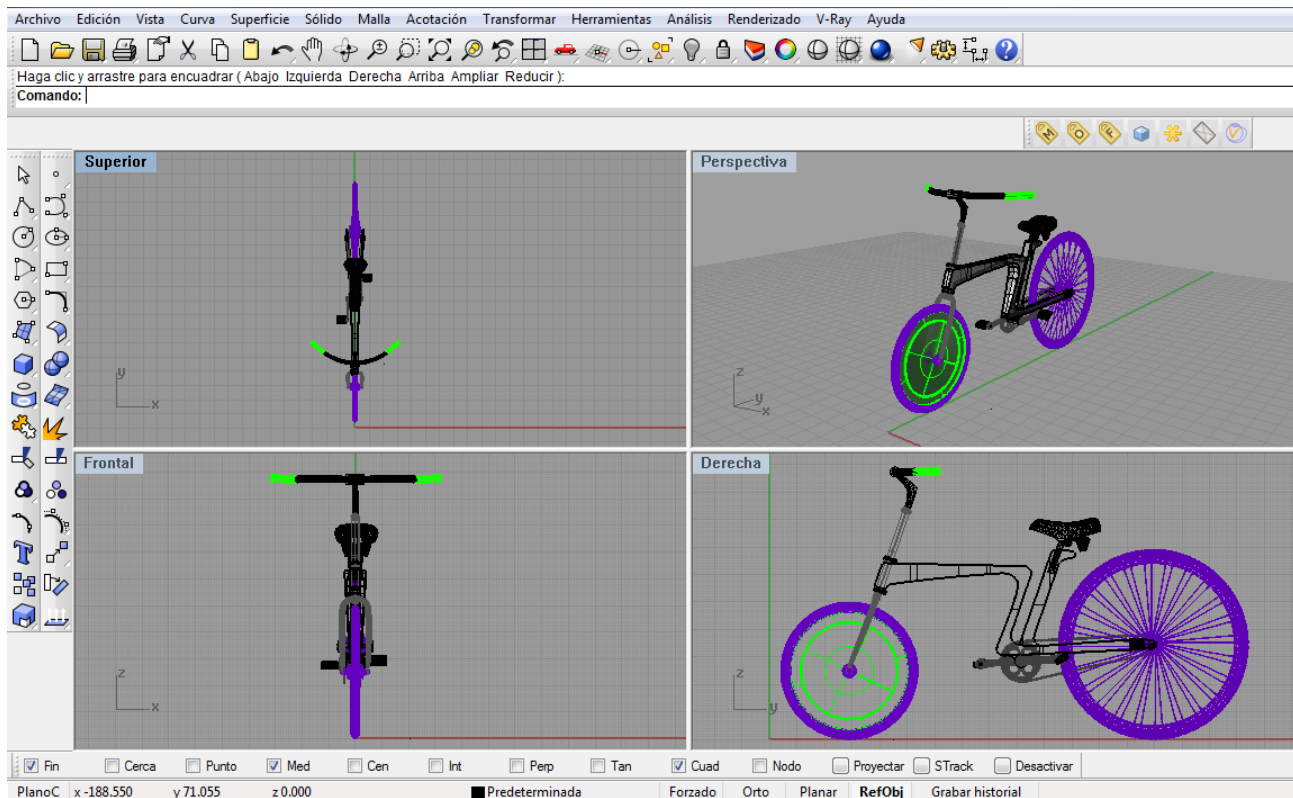 Archivo Edición Vista Curva Superficie Sólido Malla Acotación Transformar Herramientas Análisis Renderizado V-Ray Ayuda
Haga clic y arrastre para encuadrar ( Abajo Izquierda Derecha Arriba Ampliar Reducir ):
Comando:
M O F
Superior
y
x
Perspectiva
z
y
x
Frontal
z
x
Derecha
z
y
Fin Cerca Punto Med Cen Int Perp Tan Cuad Nodo Proyectar STrack Desactivar
PlanoC x -188.550 y 71.055 z 0.000 Predeterminada Forzado Orto Planar RefObj Grabar historial